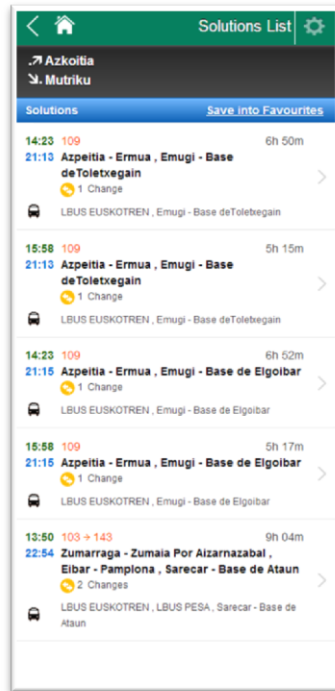 Solutions List
Azkoitia
Mutriku
Solutions Save into Favourites
14:23 109 6h 50m
21:13 Azpeitia - Ermua , Emugi - Base
deToletxegain
1 Change
LBUS EUSKOTREN , Emugi - Base deToletxegain
15:58 109 5h 15m
21:13 Azpeitia - Ermua , Emugi - Base
deToletxegain
1 Change
LBUS EUSKOTREN , Emugi - Base deToletxegain
14:23 109 6h 52m
21:15 Azpeitia - Ermua , Emugi - Base de Elgoibar
1 Change
LBUS EUSKOTREN , Emugi - Base de Elgoibar
15:58 109 5h 17m
21:15 Azpeitia - Ermua , Emugi - Base de Elgoibar
1 Change
LBUS EUSKOTREN , Emugi - Base de Elgoibar
13:50 103 → 143 9h 04m
22:54 Zumarraga - Zumaia Por Aizarnazabal ,
Eibar - Pamplona , Sarecar - Base de Ataun
2 Changes
LBUS EUSKOTREN , LBUS PESA , Sarecar - Base de
Ataun